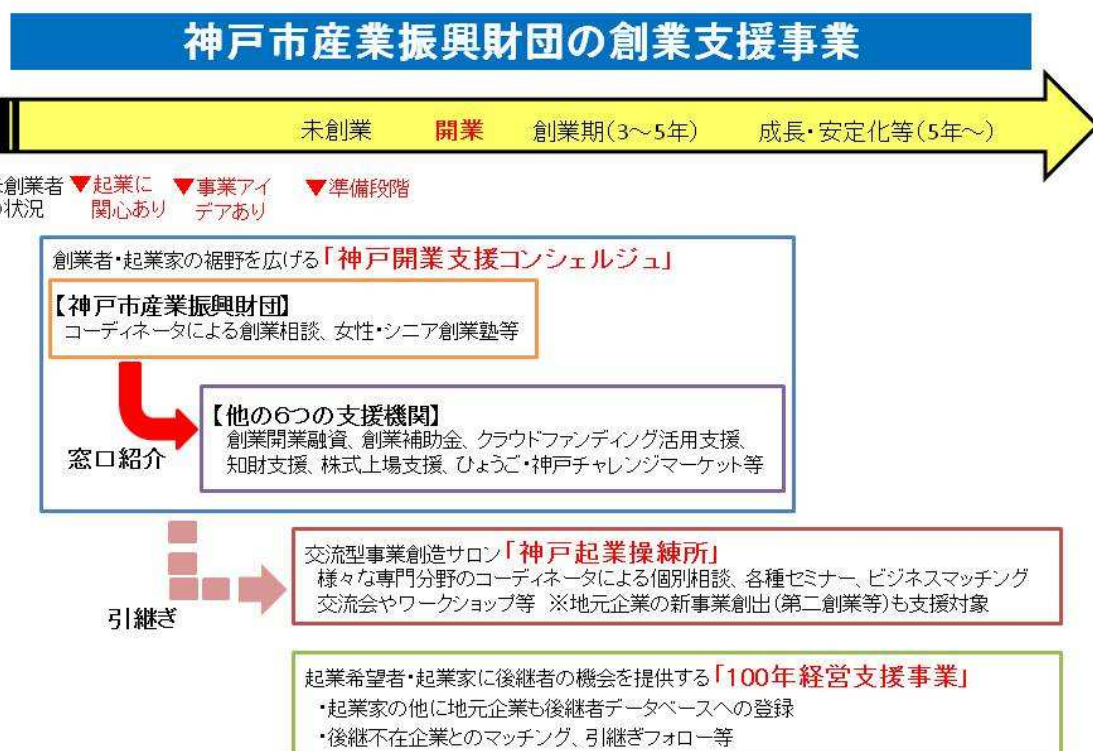 神戸市産業振興財団の創業支援事業
未創業 開業 創業期(3～5年) 成長・安定化等(5年～)
創業者 ▼起業に ▼事業アイ ▼準備段階
状況 関心あり デアあり
創業者・起業家の裾野を広げる「神戸開業支援コンシェルジュ」
【神戸市産業振興財団】
コーディネータによる創業相談、女性・シニア創業塾等
【他の6つの支援機関】
創業開業融資、創業補助金、クラウドファンディング活用支援、
知財支援、株式上場支援、ひょうご・神戸チャレンジマーケット等
窓口紹介
交流型事業創造サロン「神戸起業操練所」
様々な専門分野のコーディネータによる個別相談、各種セミナー、ビジネスマッチング
交流会やワークショップ等 ※地元企業の新事業創出(第二創業等)も支援対象
引継ぎ
起業希望者・起業家に後継者の機会を提供する「100年経営支援事業」
・起業家の他に地元企業も後継者データベースへの登録
・後継不在企業とのマッチング、引継ぎフォロー等